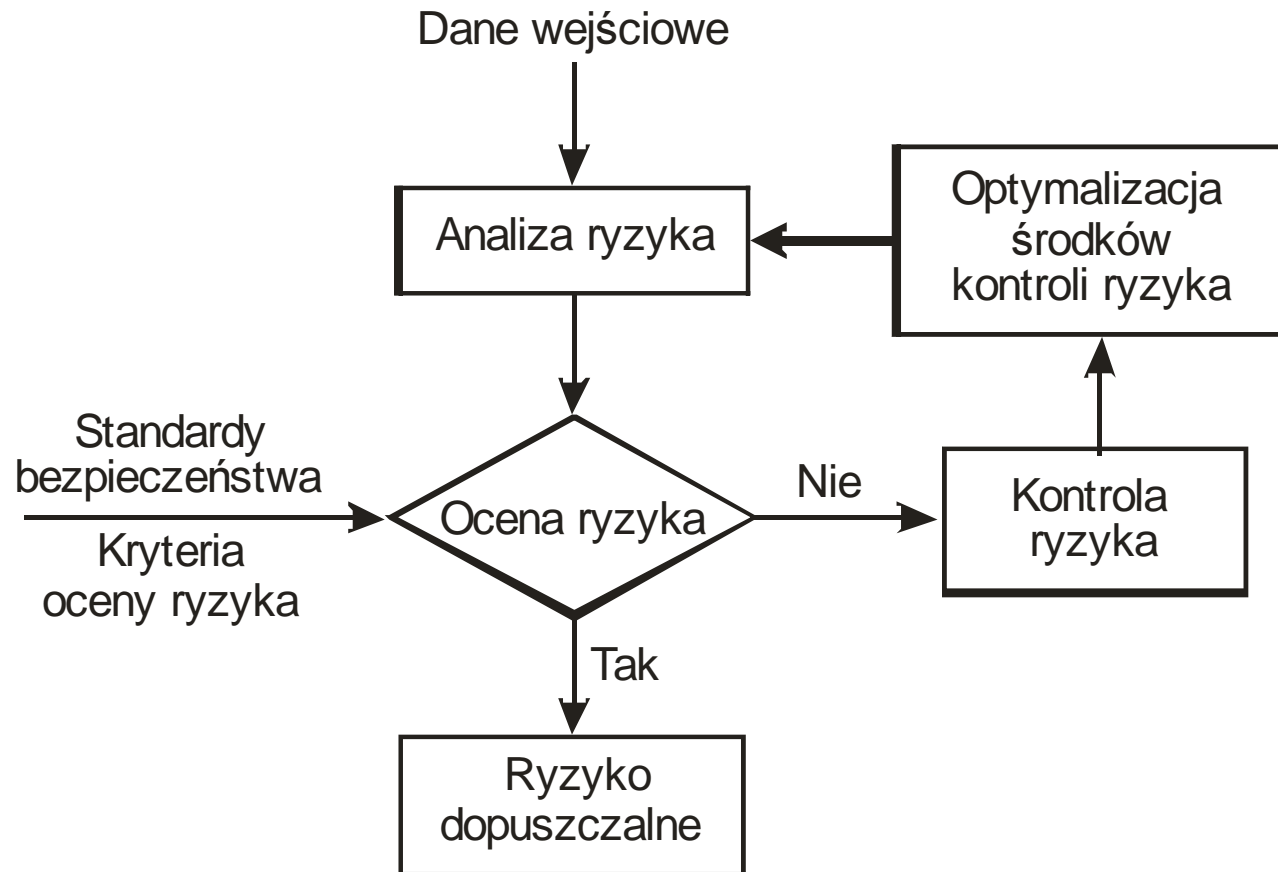 Dane wejściowe
Analiza ryzyka
Optymalizacja
środków
kontroli ryzyka
Standardy
bezpieczeństwa
Kryteria
oceny ryzyka
Ocena ryzyka
Nie
Kontrola
ryzyka
Tak
Ryzyko
dopuszczalne